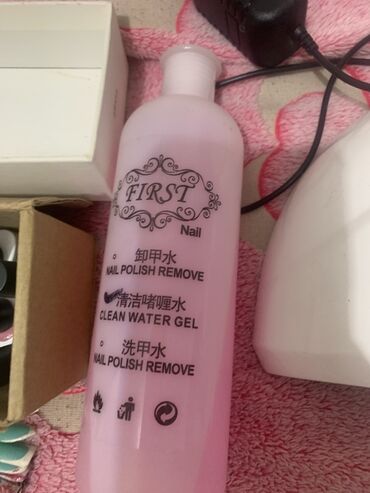 FIRST
Nail
卸甲水
NAIL POLISH REMOVE
清洁啫喱水
CLEAN WATER GEL
洗甲水
NAIL POLISH REMOVE